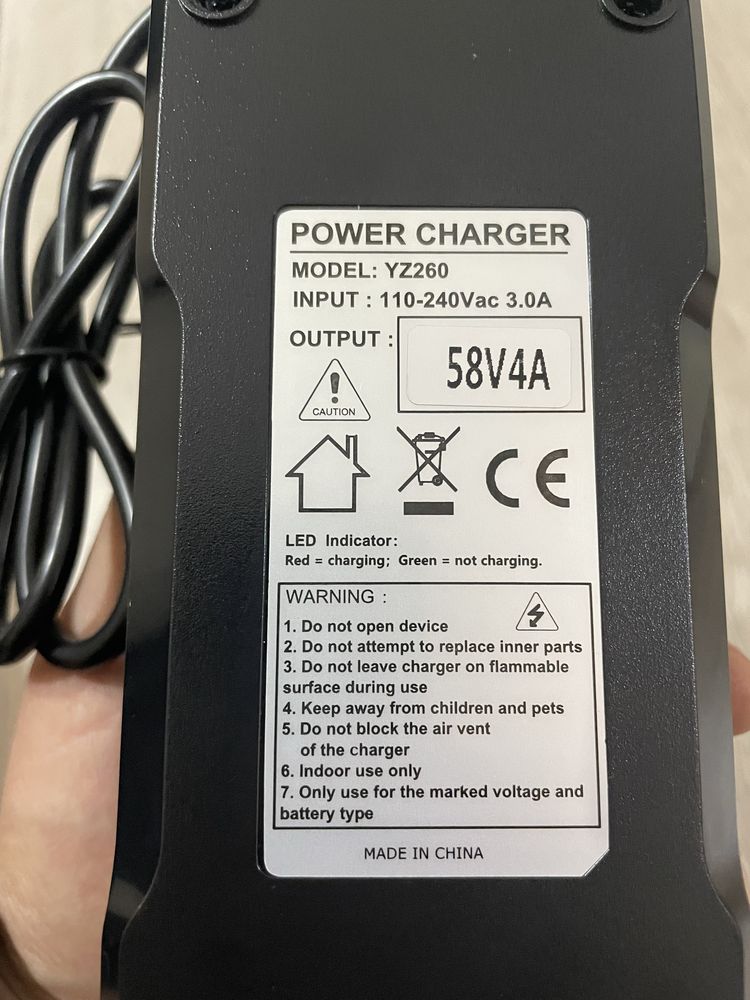 POWER CHARGER
MODEL: YZ260
INPUT : 110-240Vac 3.0A
OUTPUT :
58V4A
CAUTION
CE
LED Indicator:
Red = charging; Green = not charging.
WARNING :
1. Do not open device
2. Do not attempt to replace inner parts
3. Do not leave charger on flammable
surface during use
4. Keep away from children and pets
5. Do not block the air vent
of the charger
6. Indoor use only
7. Only use for the marked voltage and
battery type
MADE IN CHINA